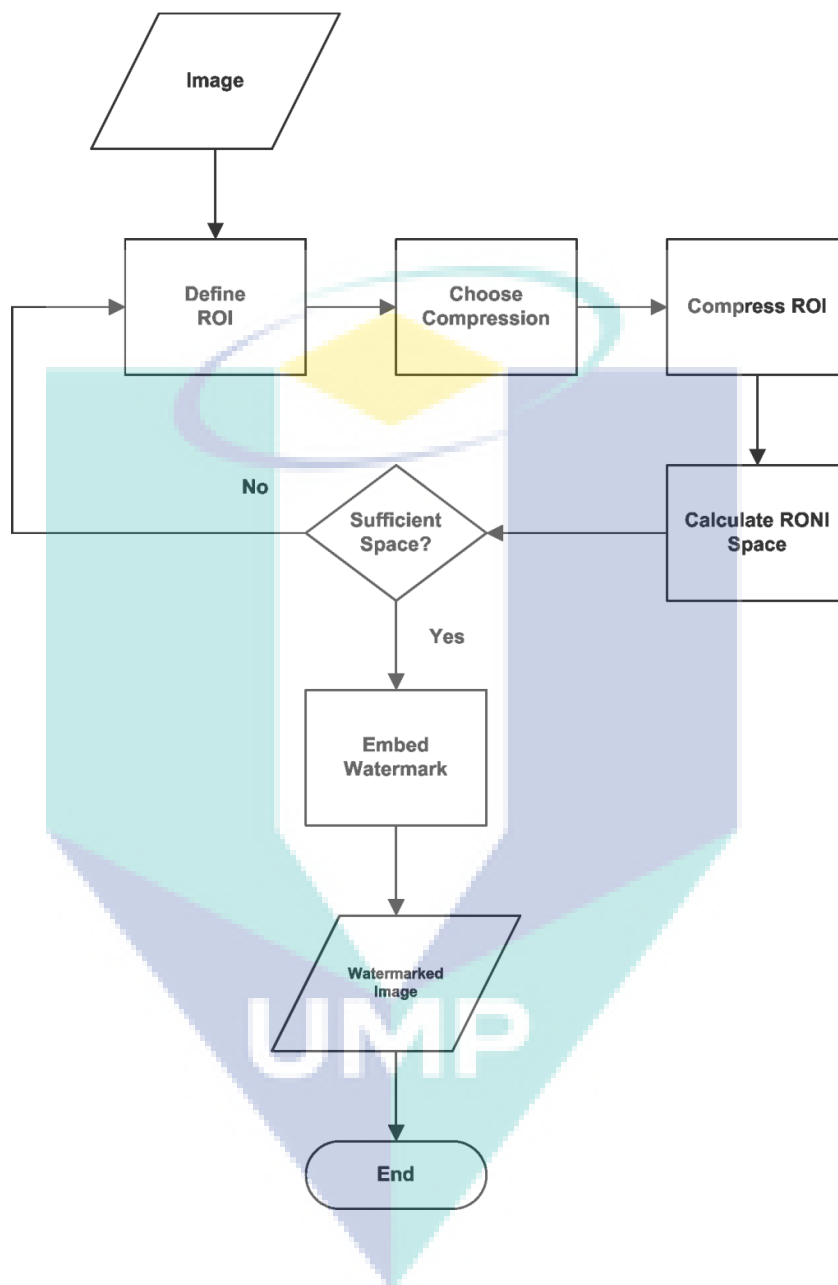 Image
Define
ROI
Choose
Compression
Compress ROI
No
Sufficient
Space?
Calculate RONI
Space
Yes
Embed
Watermark
Watermarked
Image
UMP
End